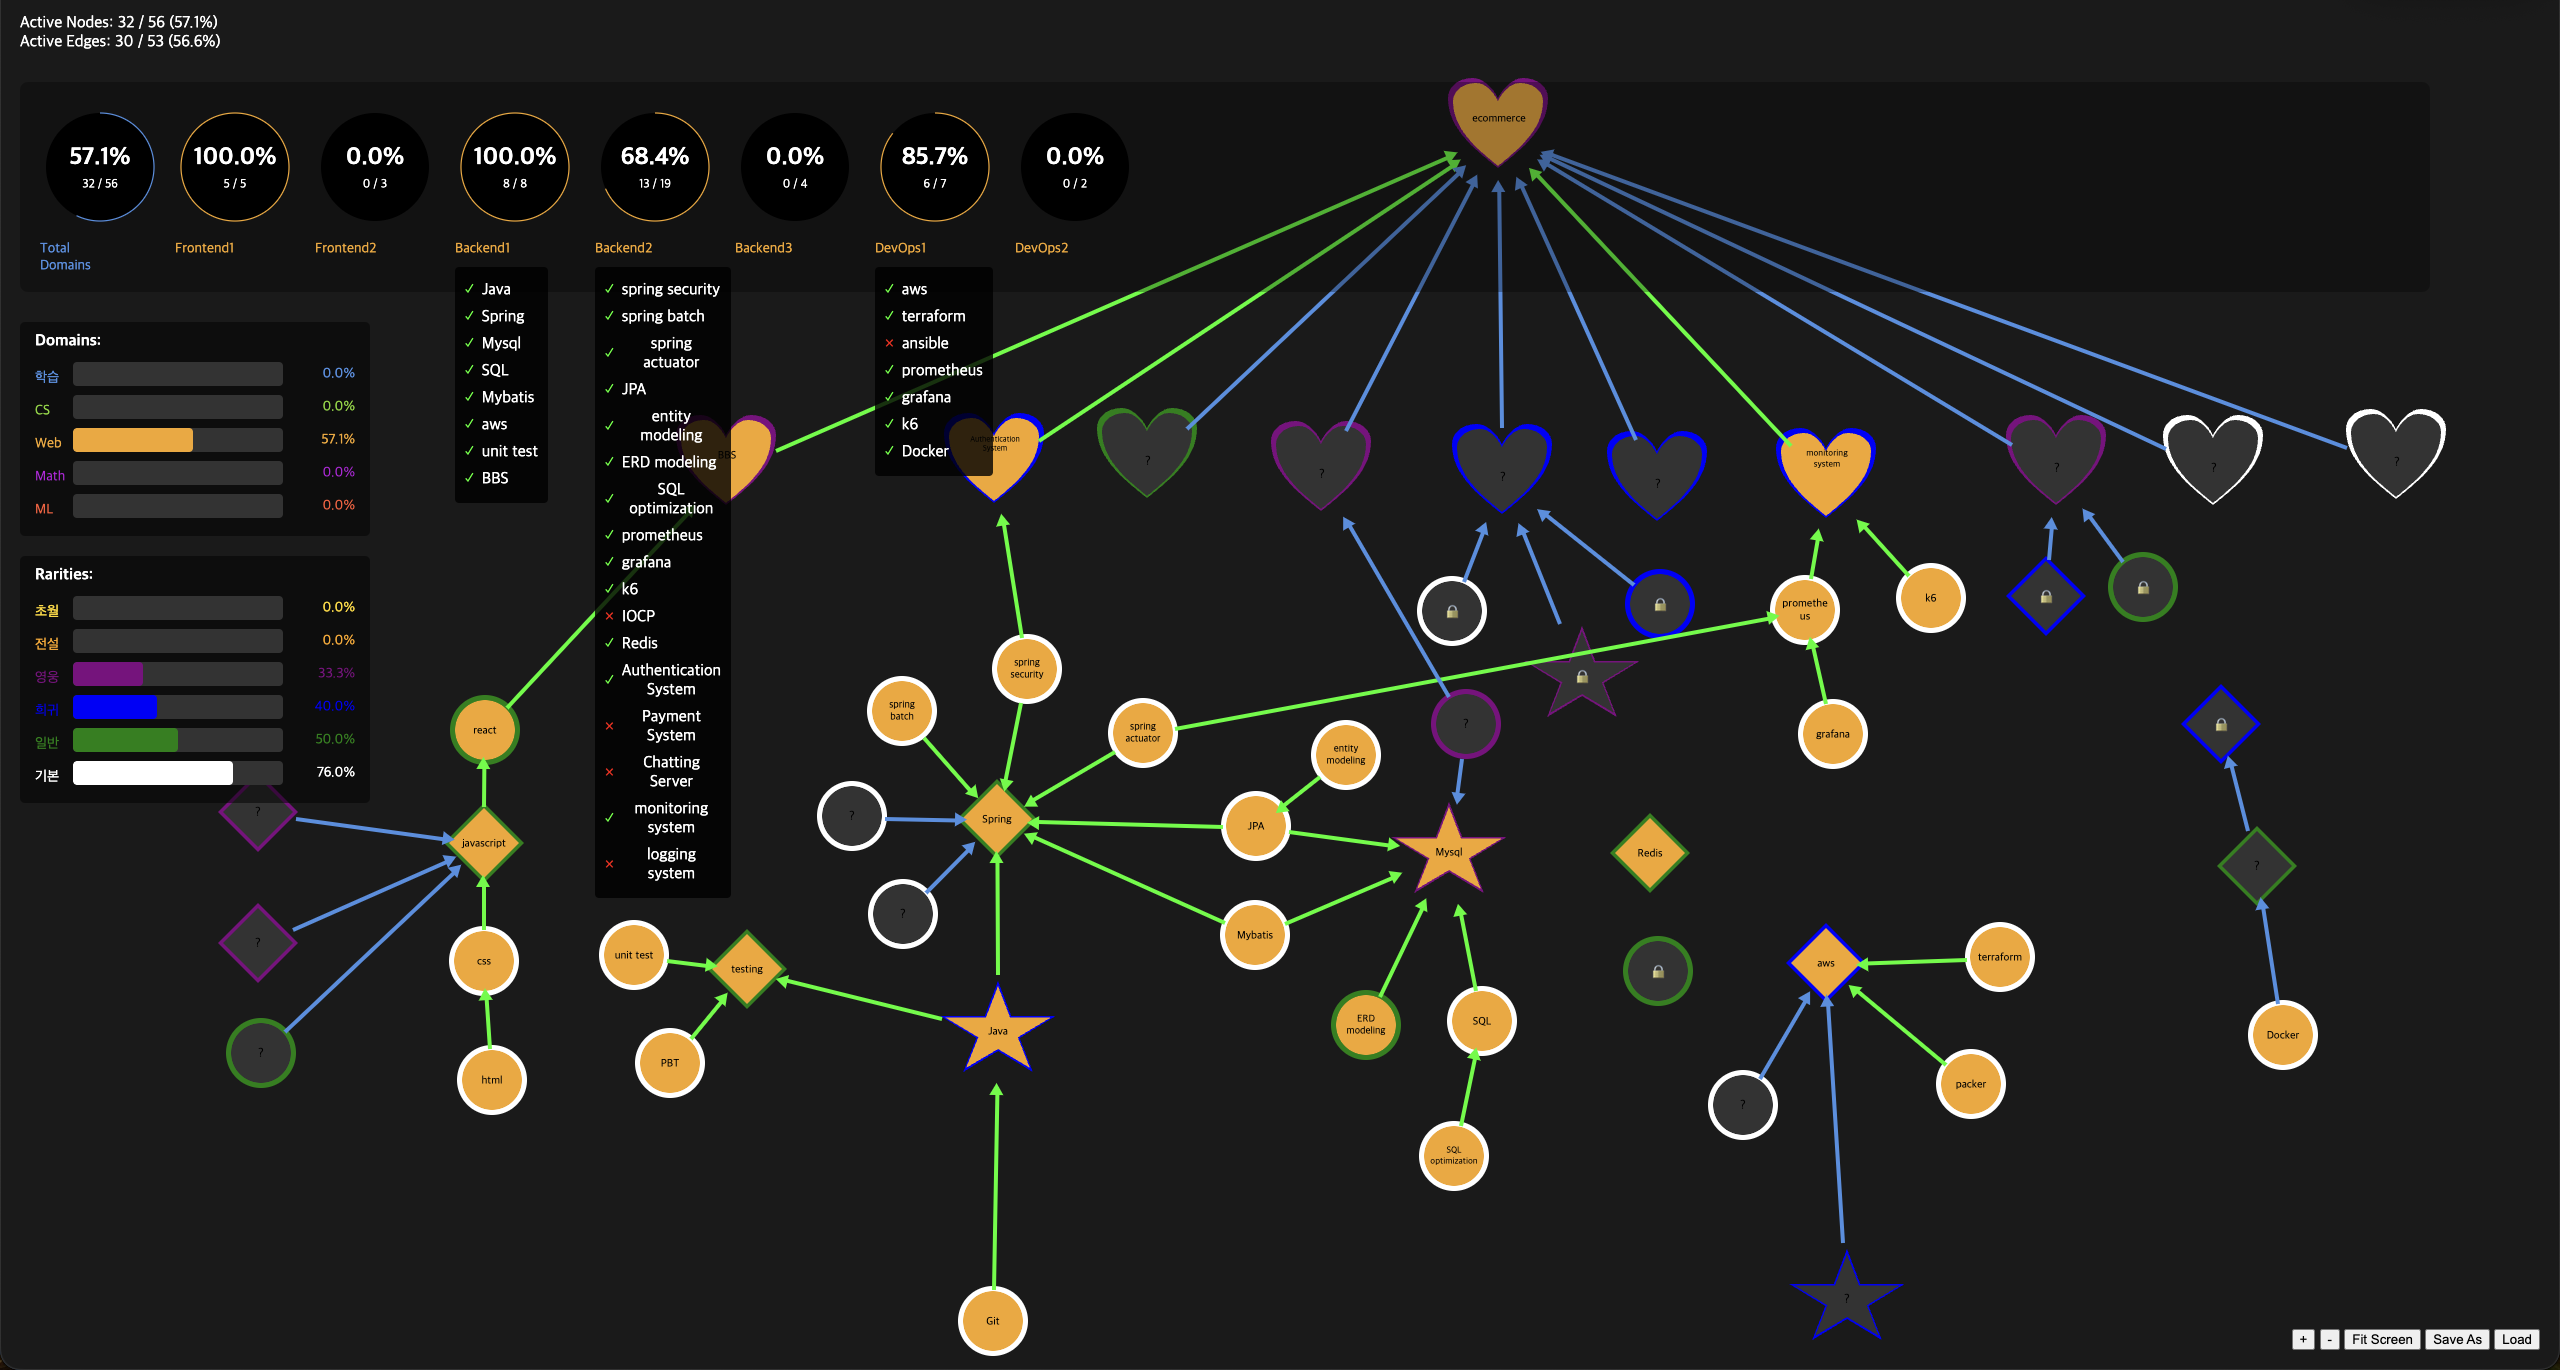 Active Nodes: 32 / 56 (57.1%)
Active Edges: 30 / 53 (56.6%)
ecommerce
57.1%
32 / 56
Total
Domains
100.0%
5 / 5
Frontend1
0.0%
0 / 3
Frontend2
100.0%
8 / 8
Backend1
68.4%
13 / 19
Backend2
0.0%
0 / 4
Backend3
85.7%
6 / 7
DevOps1
0.0%
0 / 2
DevOps2
✓ Java
✓ Spring
✓ Mysql
✓ SQL
✓ Mybatis
✓ aws
✓ unit test
✓ BBS
✓ spring security
✓ spring batch
✓ spring
actuator
✓ JPA
✓ entity
modeling
✓ ERD modeling
✓ SQL
optimization
✓ prometheus
✓ grafana
✓ k6
✕ IOCP
✓ Redis
✓ Authentication
System
✕ Payment
System
✕ Chatting
Server
✓ monitoring
system
✕ logging
system
✓ aws
✓ terraform
✕ ansible
✓ prometheus
✓ grafana
✓ k6
✓ Docker
Domains:
학습 0.0%
CS 0.0%
Web 57.1%
Math 0.0%
ML 0.0%
Rarities:
초월 0.0%
전설 0.0%
영웅 33.3%
희귀 40.0%
일반 50.0%
기본 76.0%
BBS
Authentication
System
?
?
?
?
monitoring
system
?
?
?
promethe
us
k6
spring
security
spring
batch
spring
actuator
entity
modeling
?
grafana
react
?
javascript
?
Spring
JPA
Mysql
Redis
?
?
?
css
unit test
testing
Mybatis
aws
terraform
?
html
PBT
Java
ERD
modeling
SQL
Docker
?
packer
SQL
optimization
Git
?
+
-
Fit Screen
Save As
Load